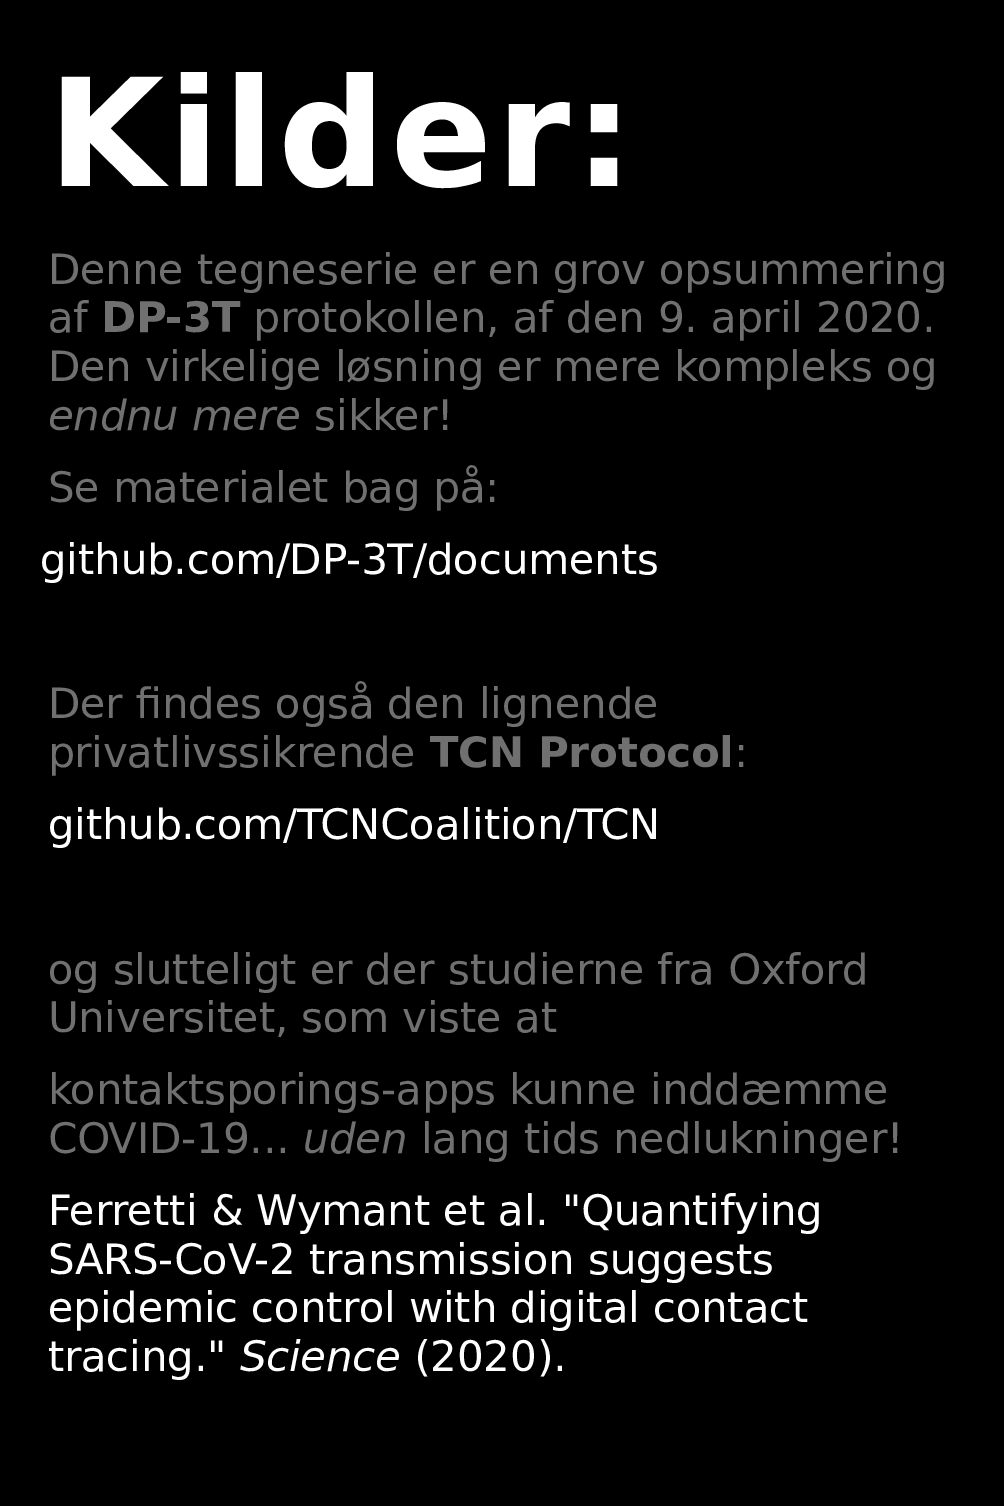 Kilder:
Denne tegneserie er en grov opsummering
af DP-3T protokollen, af den 9. april 2020.
Den virkelige løsning er mere kompleks og
endnu mere sikker!
Se materialet bag på:
github.com/DP-3T/documents
Der findes også den lignende
privatlivssikrende TCN Protocol:
github.com/TCNCoalition/TCN
og slutteligt er der studierne fra Oxford
Universitet, som viste at
kontaktsporings-apps kunne inddæmme
COVID-19... uden lang tids nedlukninger!
Ferretti & Wymant et al. "Quantifying
SARS-CoV-2 transmission suggests
epidemic control with digital contact
tracing." Science (2020).